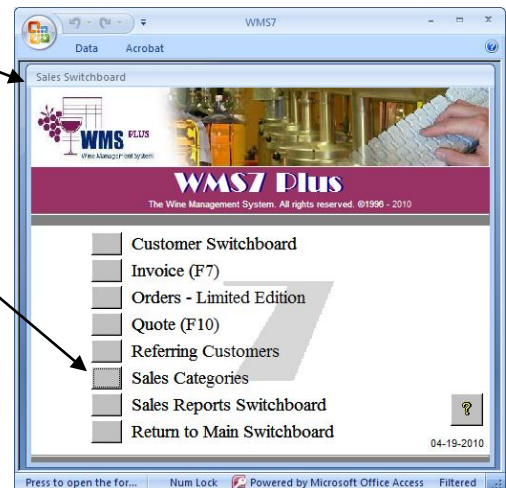 WMS7
Data Acrobat
Sales Switchboard
WMS PLUS
Wine Management System
WMS7 Plus
The Wine Management System. All rights reserved. ©1996 - 2010
7
Customer Switchboard
Invoice (F7)
Orders - Limited Edition
Quote (F10)
Referring Customers
Sales Categories
Sales Reports Switchboard
?
Return to Main Switchboard
04-19-2010
Press to open the for... Num Lock Powered by Microsoft Office Access Filtered